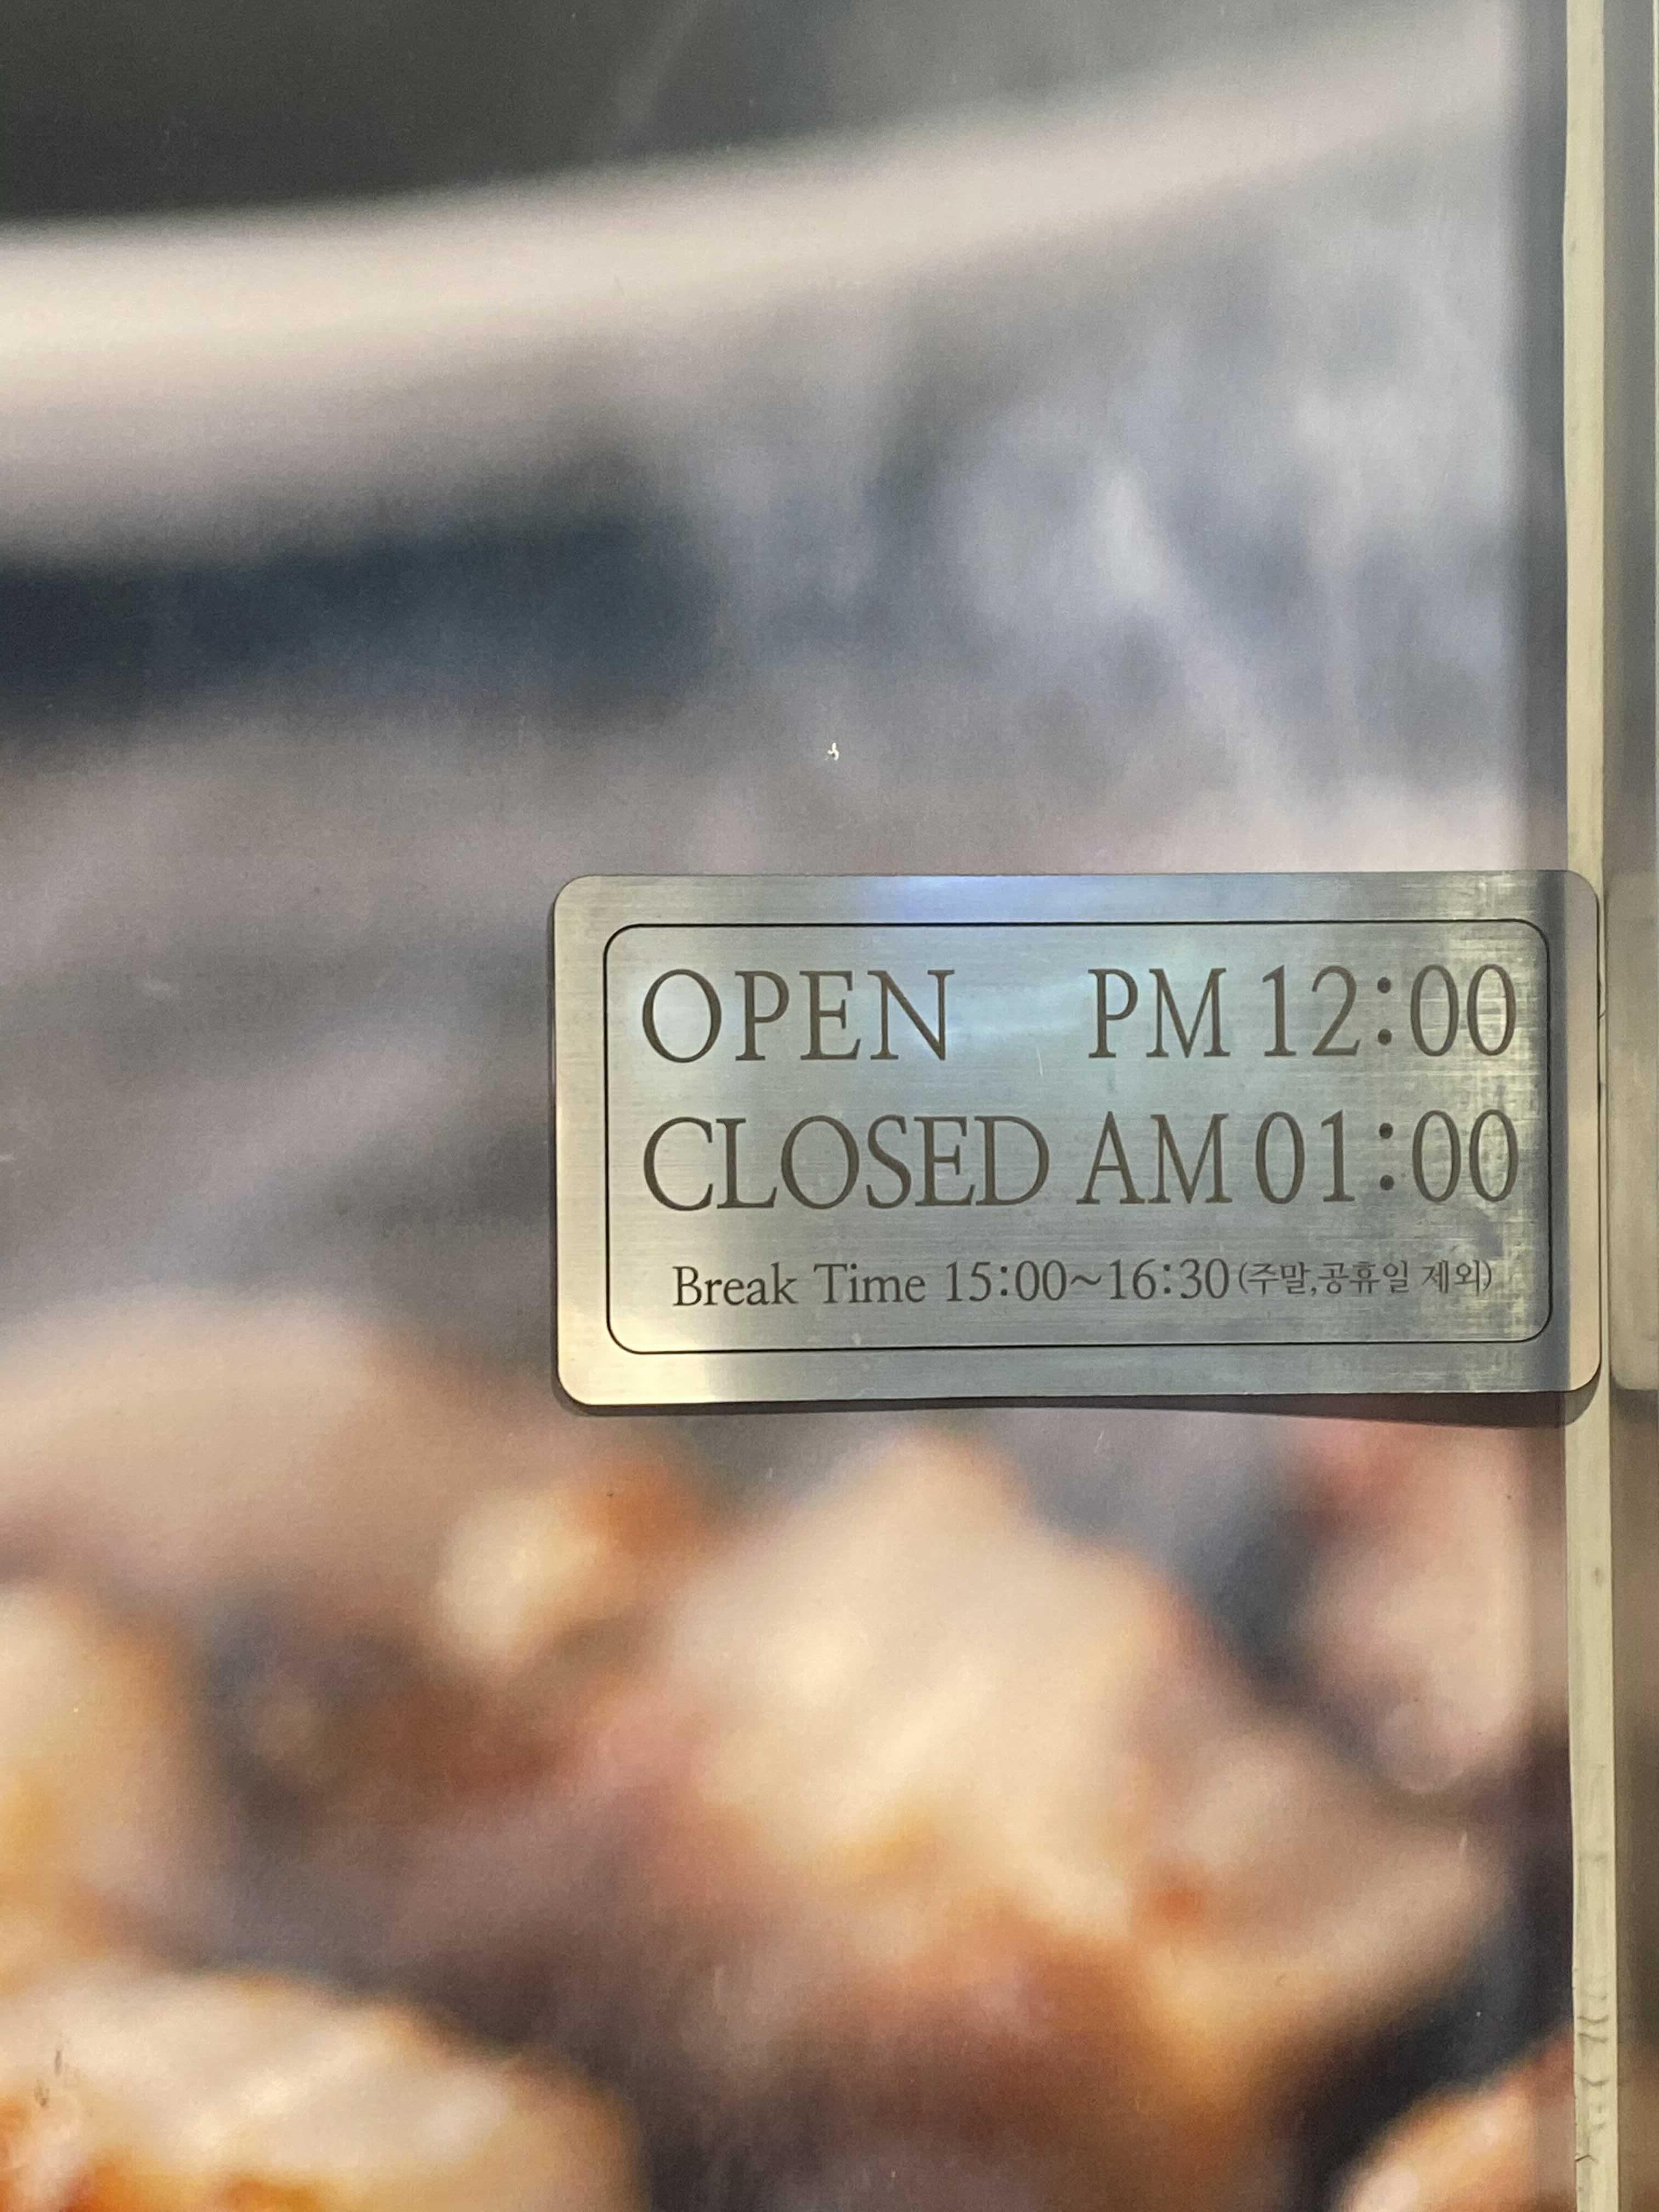 OPEN PM 12:00
CLOSED AM 01:00
Break Time 15:00~16:30(주말,공휴일 제외)